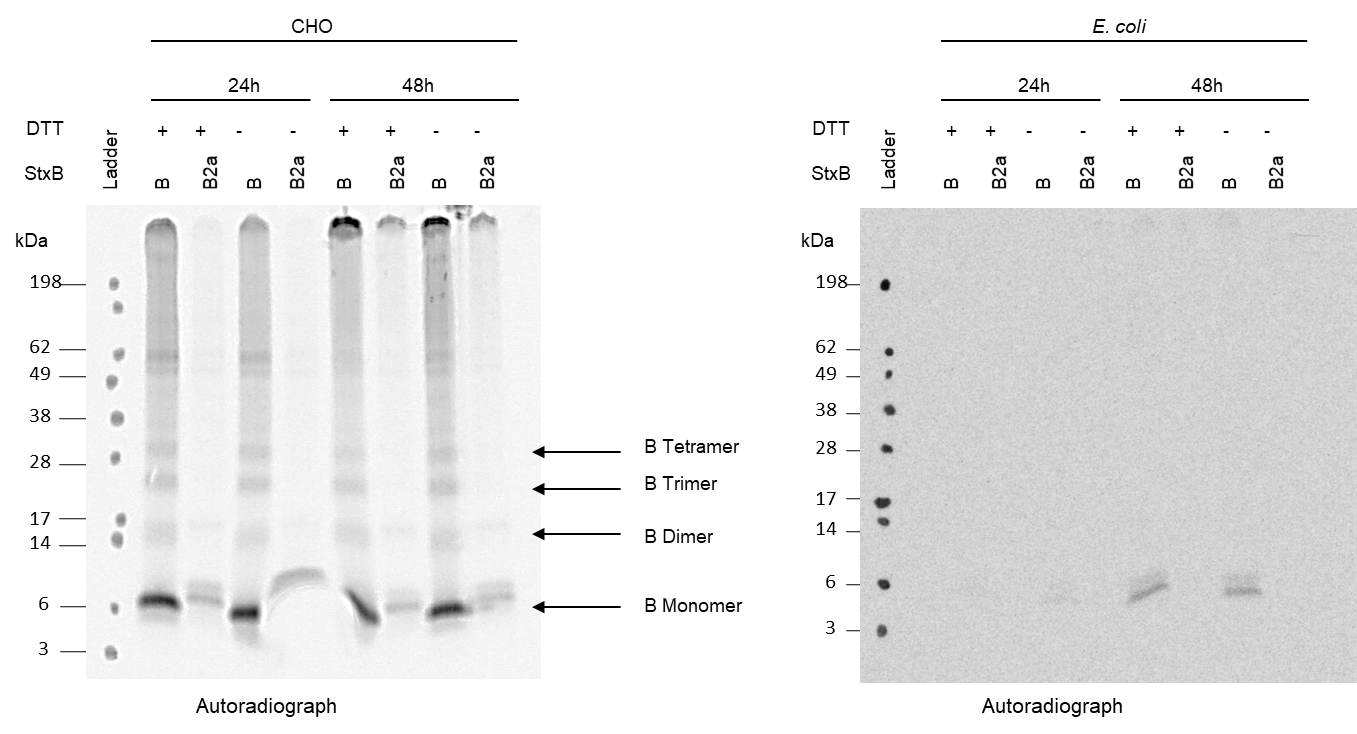 CHO
24h 48h
DTT + + - - + + - -
StxB Ladder B B2a B B2a B B2a B B2a
kDa
198
62
49
38
28
17
14
6
3
B Tetramer
B Trimer
B Dimer
B Monomer
Autoradiograph
E. coli
24h 48h
DTT + + - - + + - -
StxB Ladder B B2a B B2a B B2a B B2a
kDa
198
62
49
38
28
17
14
6
3
Autoradiograph